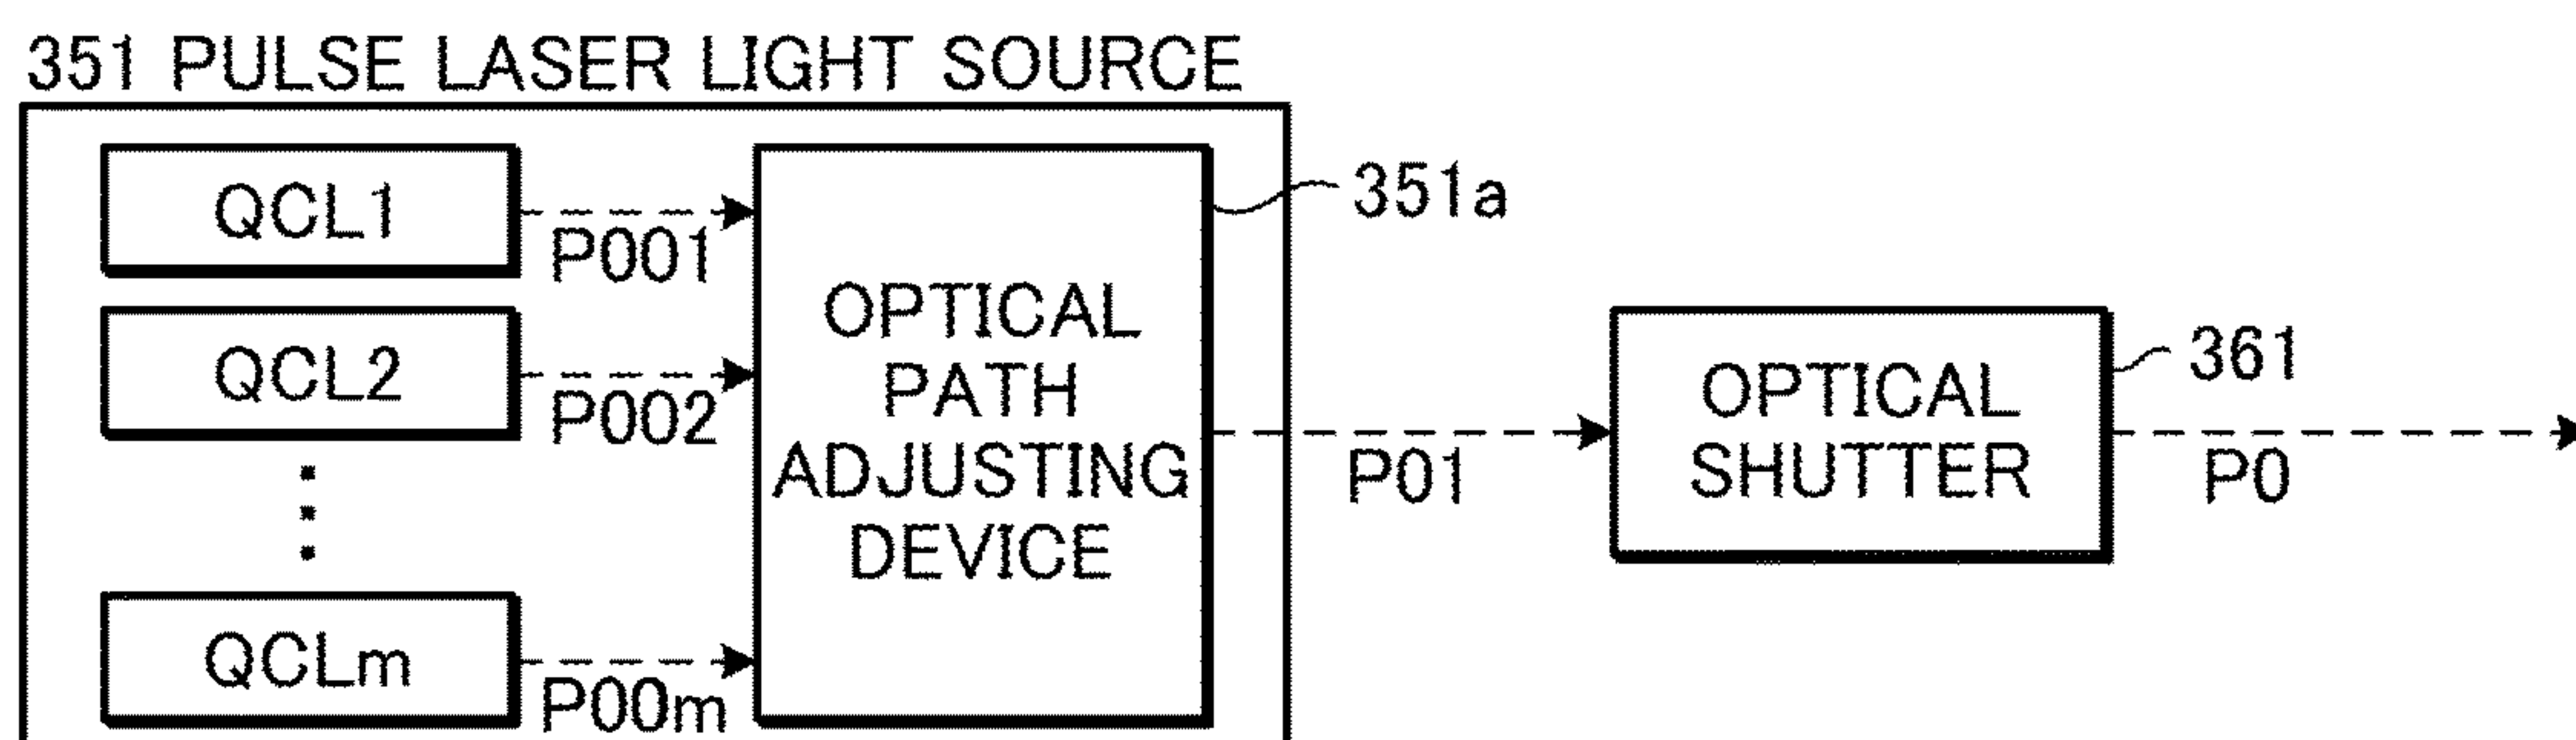 351 PULSE LASER LIGHT SOURCE
QCL1
P001
351a
QCL2
P002
OPTICAL
PATH
ADJUSTING
DEVICE
P01
OPTICAL
SHUTTER
361
P0
QCLm
P00m